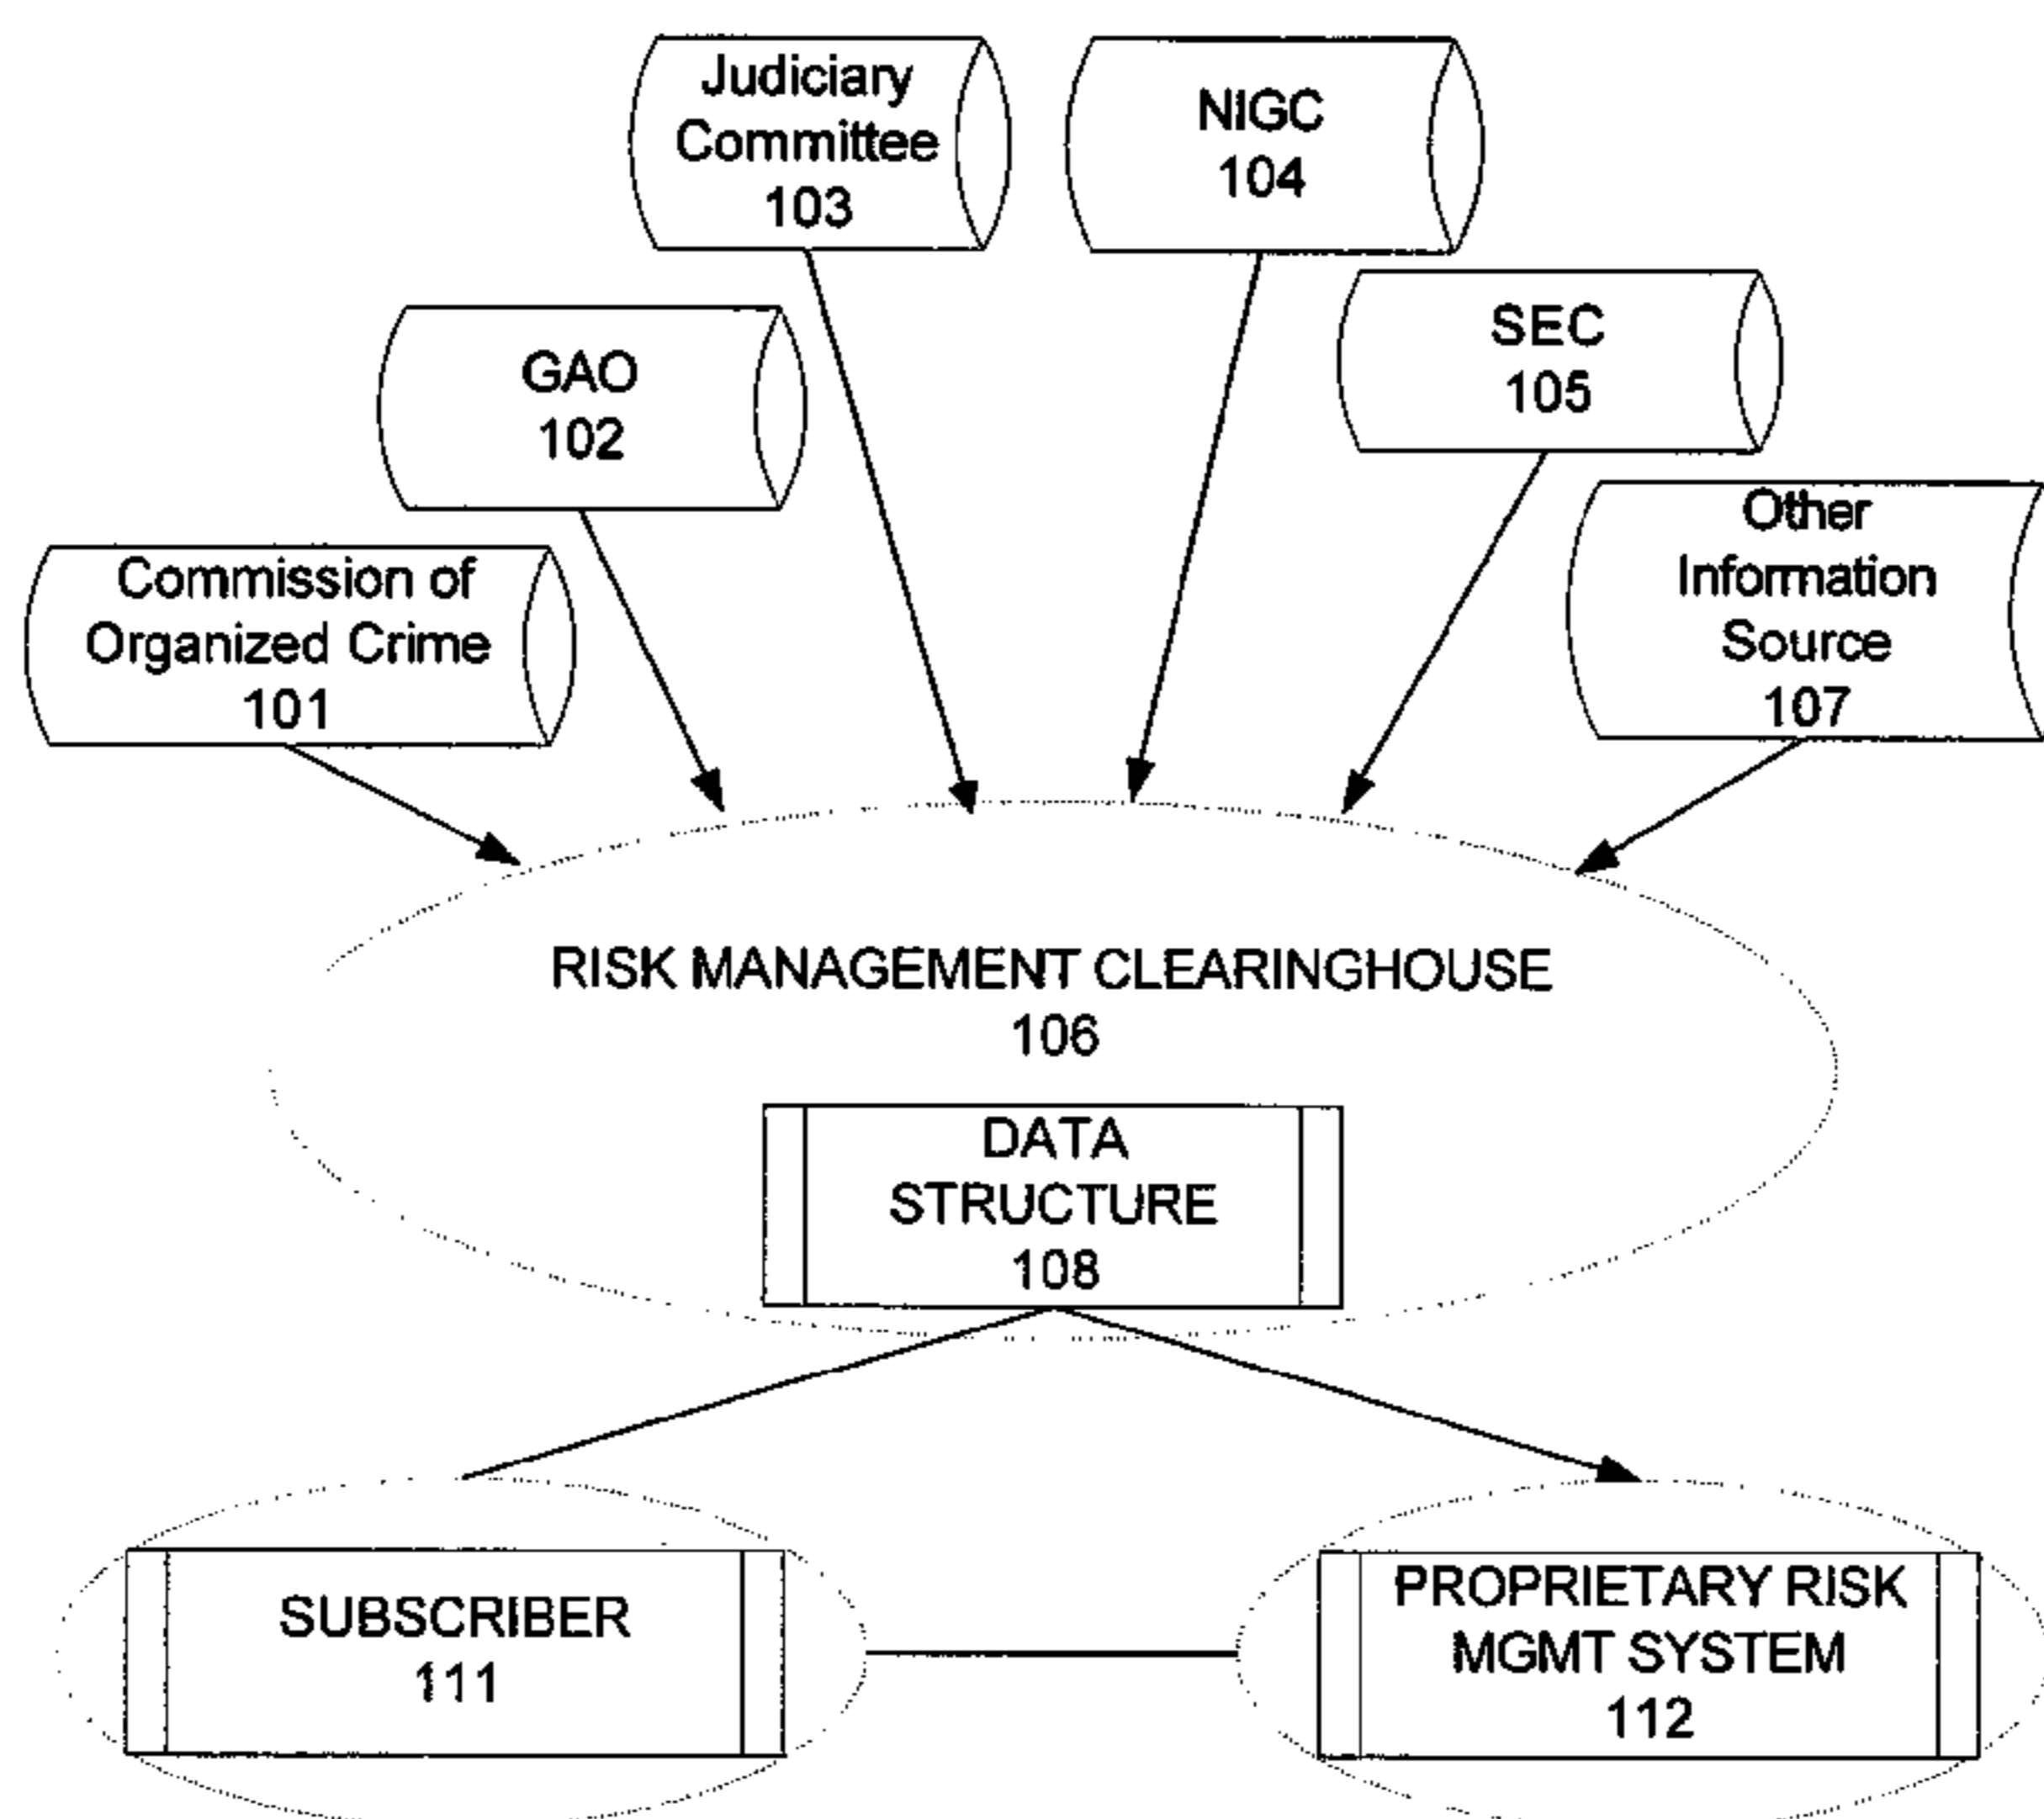 Judiciary
Committee
103
NIGC
104
GAO
102
SEC
105
Commission of
Organized Crime
101
Other
Information
Source
107
RISK MANAGEMENT CLEARINGHOUSE
106
DATA
STRUCTURE
108
SUBSCRIBER
111
PROPRIETARY RISK
MGMT SYSTEM
112